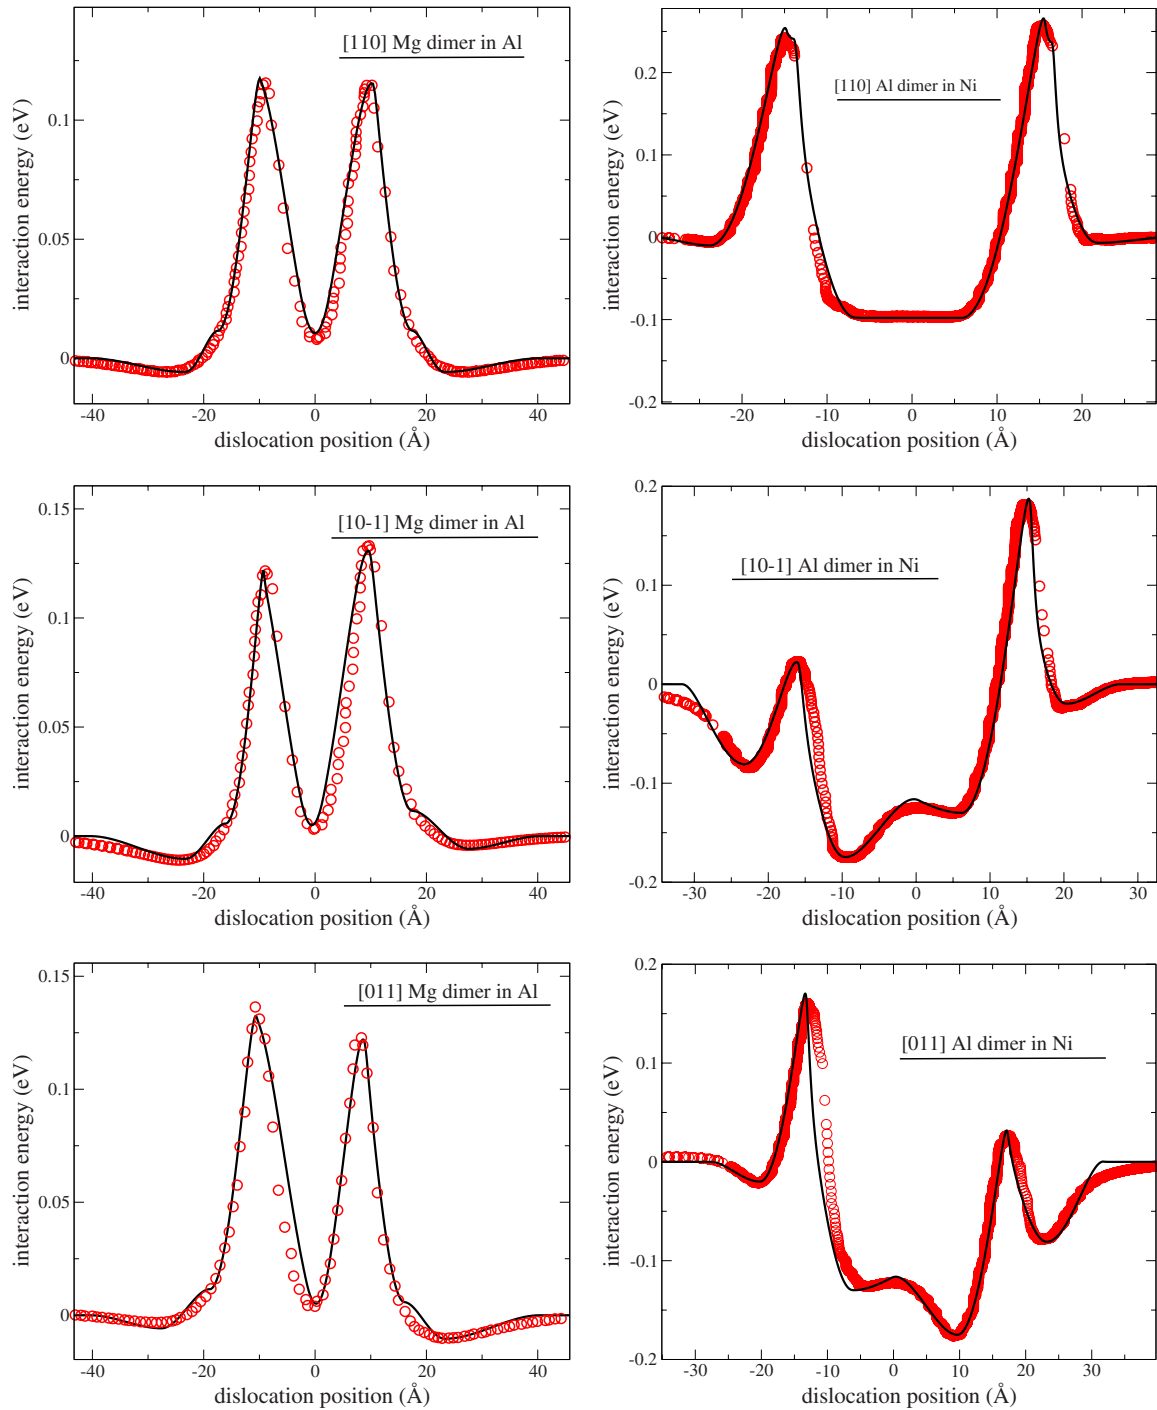 [110] Mg dimer in Al
interaction energy (eV)
0.1
0.05
0
-40 -20 0 20 40
dislocation position (Å)
[110] Al dimer in Ni
interaction energy (eV)
0.2
0.1
0
-0.1
-0.2
-20 -10 0 10 20
dislocation position (Å)
[10-1] Mg dimer in Al
interaction energy (eV)
0.15
0.1
0.05
0
-40 -20 0 20 40
dislocation position (Å)
[10-1] Al dimer in Ni
interaction energy (eV)
0.2
0.1
0
-0.1
-0.2
-30 -20 -10 0 10 20 30
dislocation position (Å)
[011] Mg dimer in Al
interaction energy (eV)
0.15
0.1
0.05
0
-40 -20 0 20 40
dislocation position (Å)
[011] Al dimer in Ni
interaction energy (eV)
0.2
0.1
0
-0.1
-0.2
-30 -20 -10 0 10 20 30
dislocation position (Å)